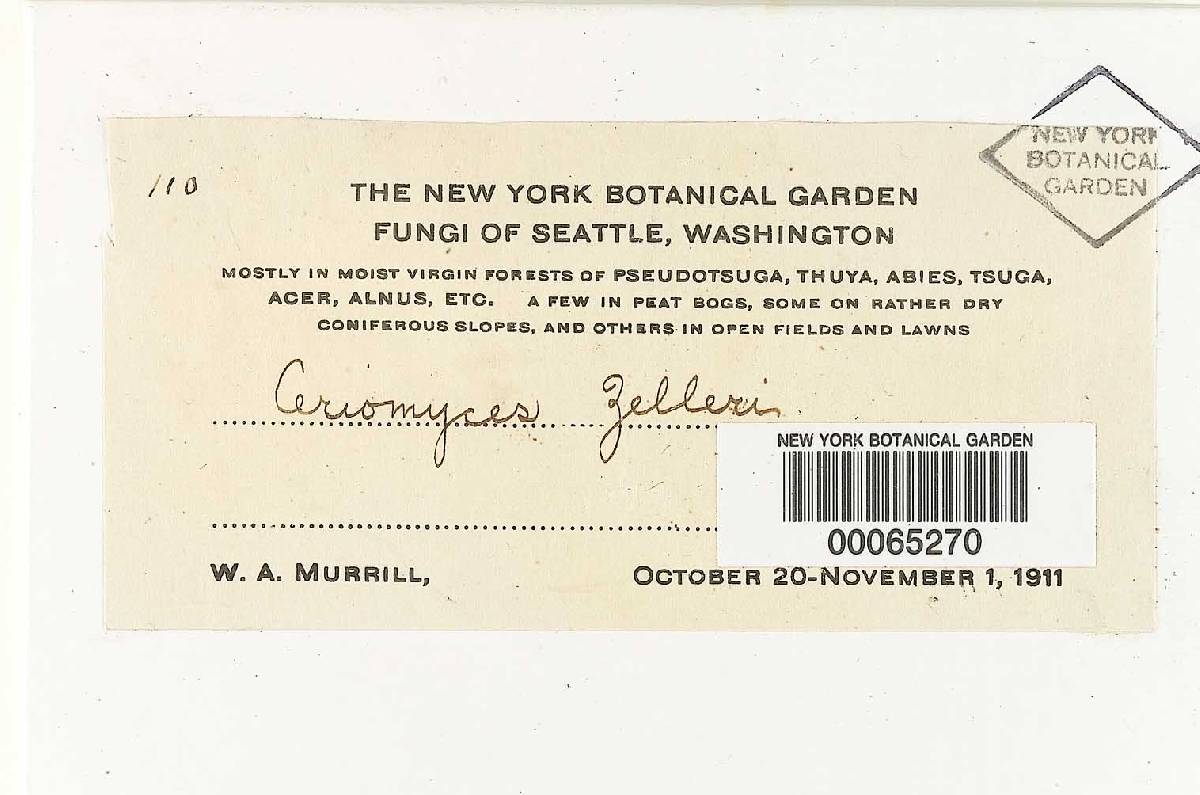 110
NEW YORK
BOTANICAL
GARDEN
THE NEW YORK BOTANICAL GARDEN
FUNGI OF SEATTLE, WASHINGTON
MOSTLY IN MOIST VIRGIN FORESTS OF PSEUDOTSUGA, THUYA, ABIES, TSUGA,
ACER, ALNUS, ETC. A FEW IN PEAT BOGS, SOME ON RATHER DRY
CONIFEROUS SLOPES, AND OTHERS IN OPEN FIELDS AND LAWNS
Ceriomyces Zelleri
NEW YORK BOTANICAL GARDEN
00065270
W. A. MURRILL,
OCTOBER 20-NOVEMBER 1, 1911